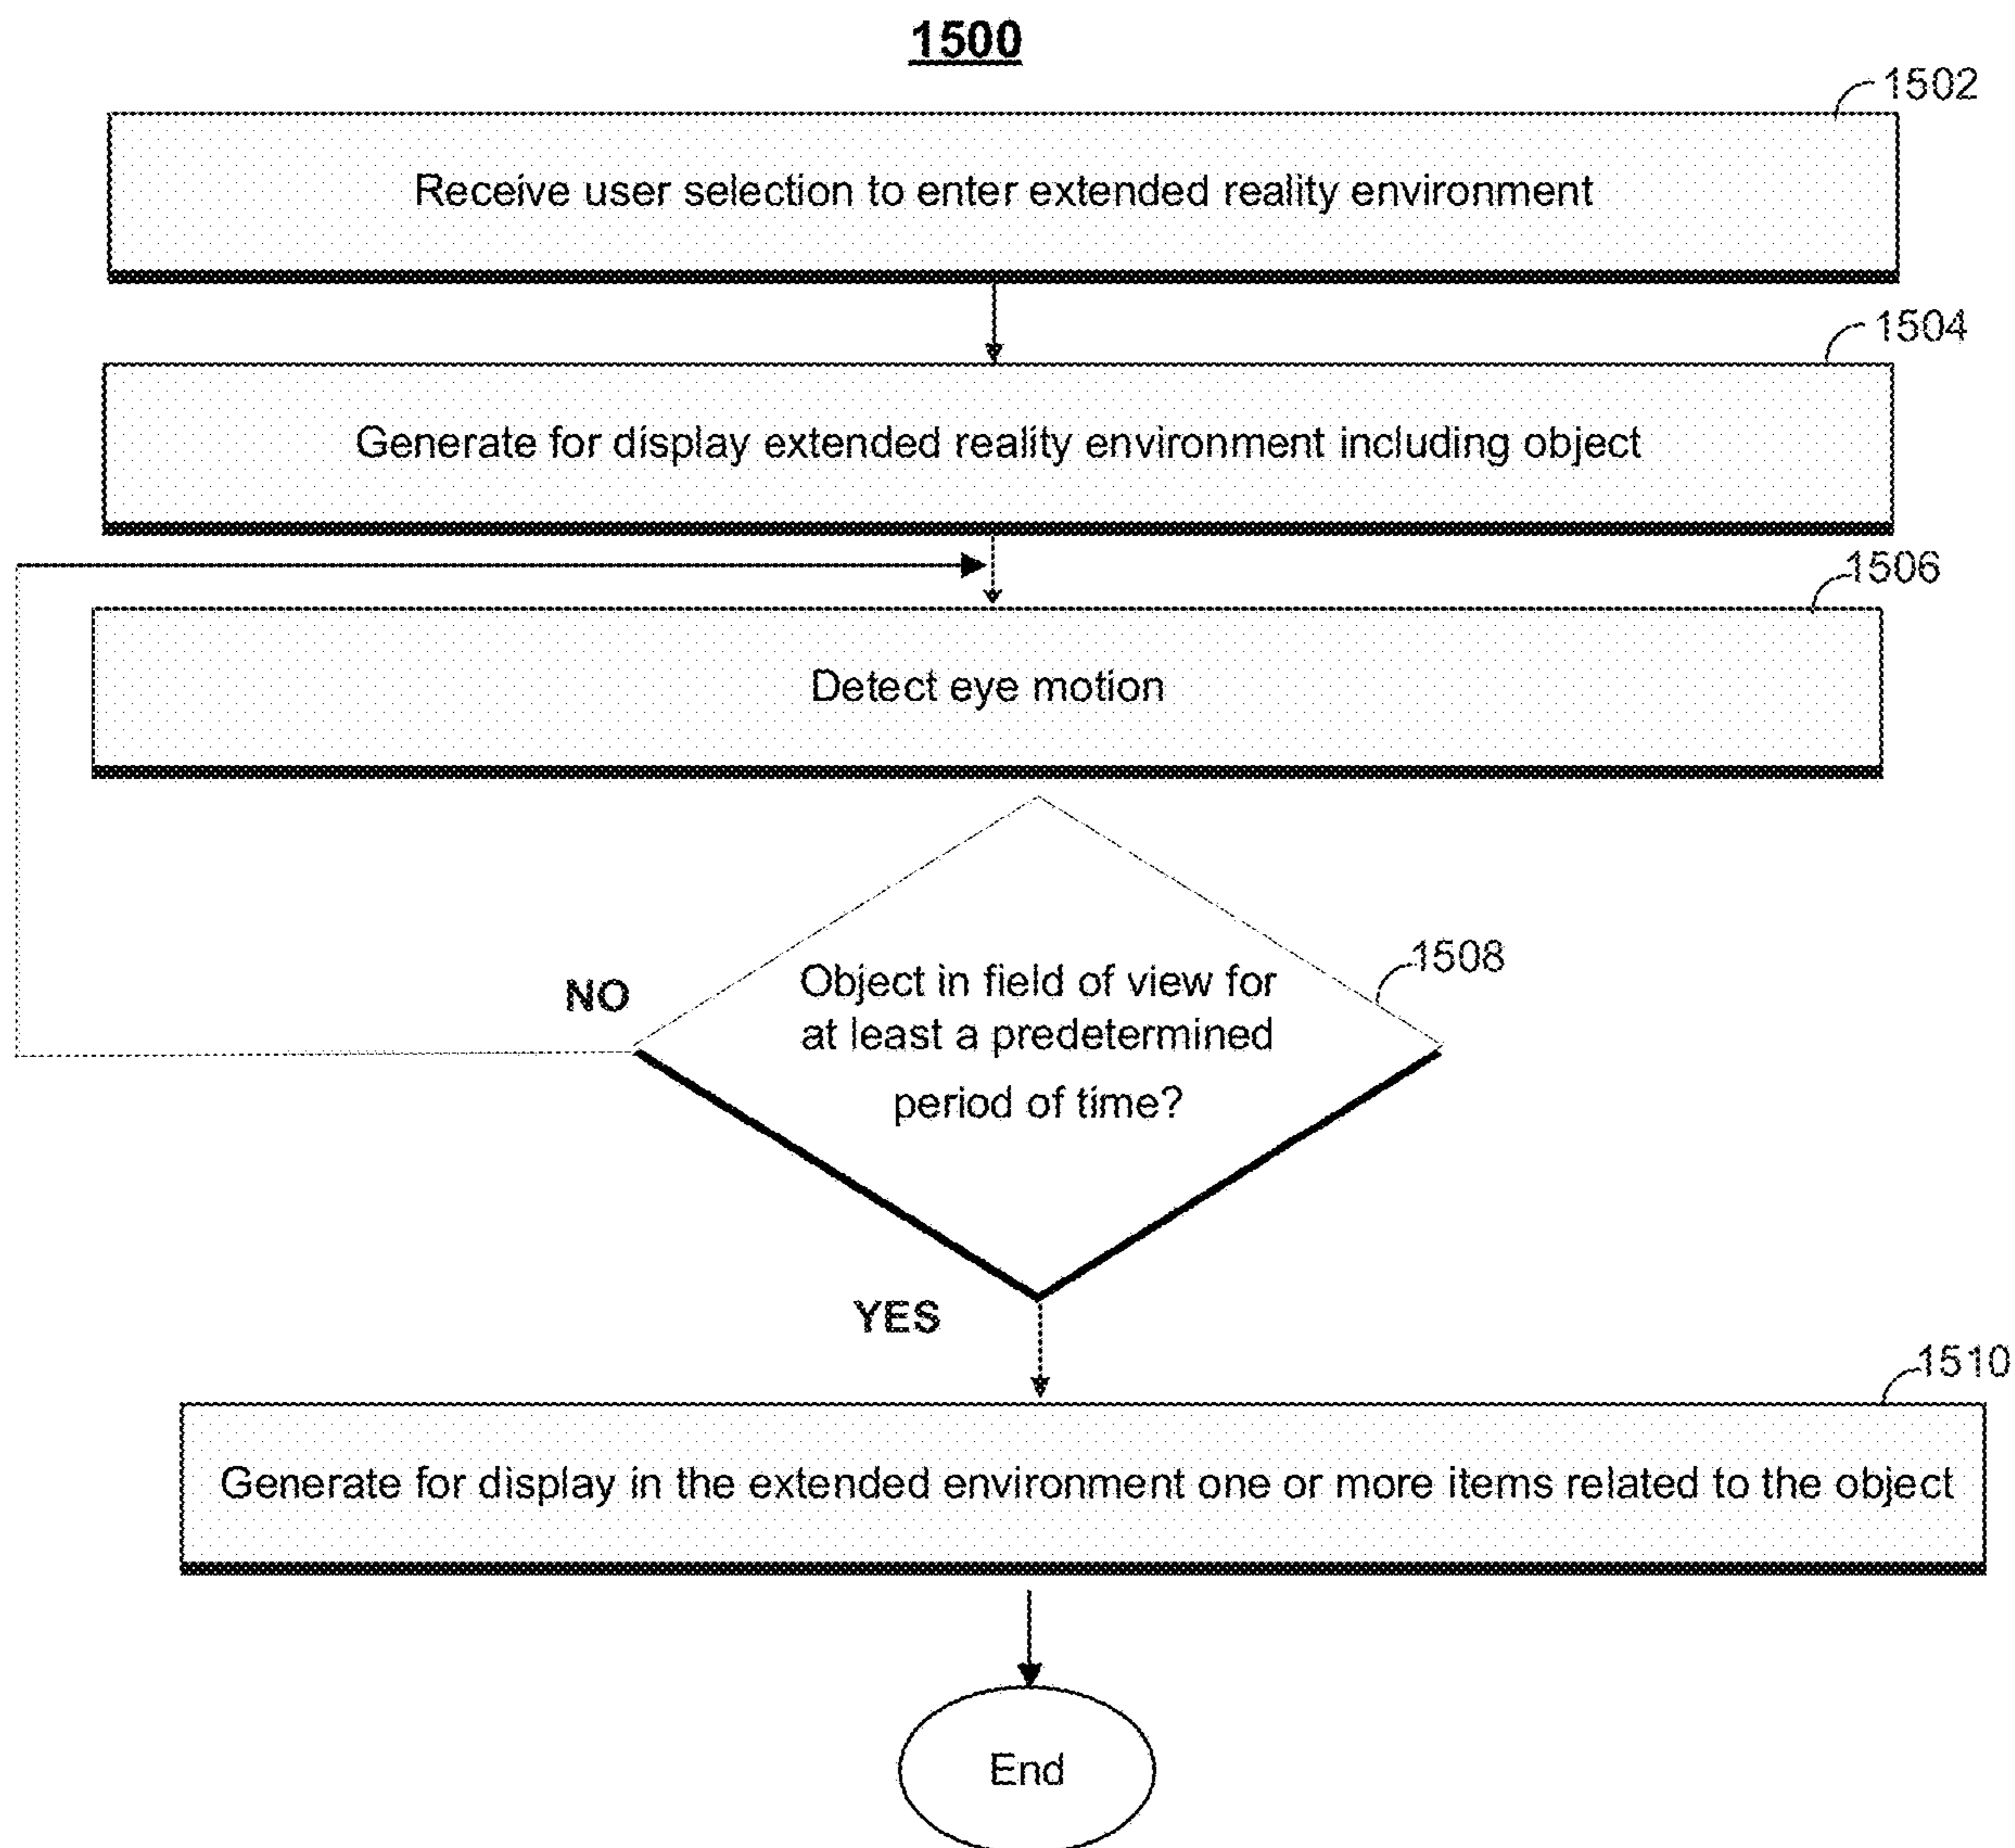 1500
1502
Receive user selection to enter extended reality environment
1504
Generate for display extended reality environment including object
1506
Detect eye motion
1508
NO
Object in field of view for
at least a predetermined
period of time?
YES
1510
Generate for display in the extended environment one or more items related to the object
End